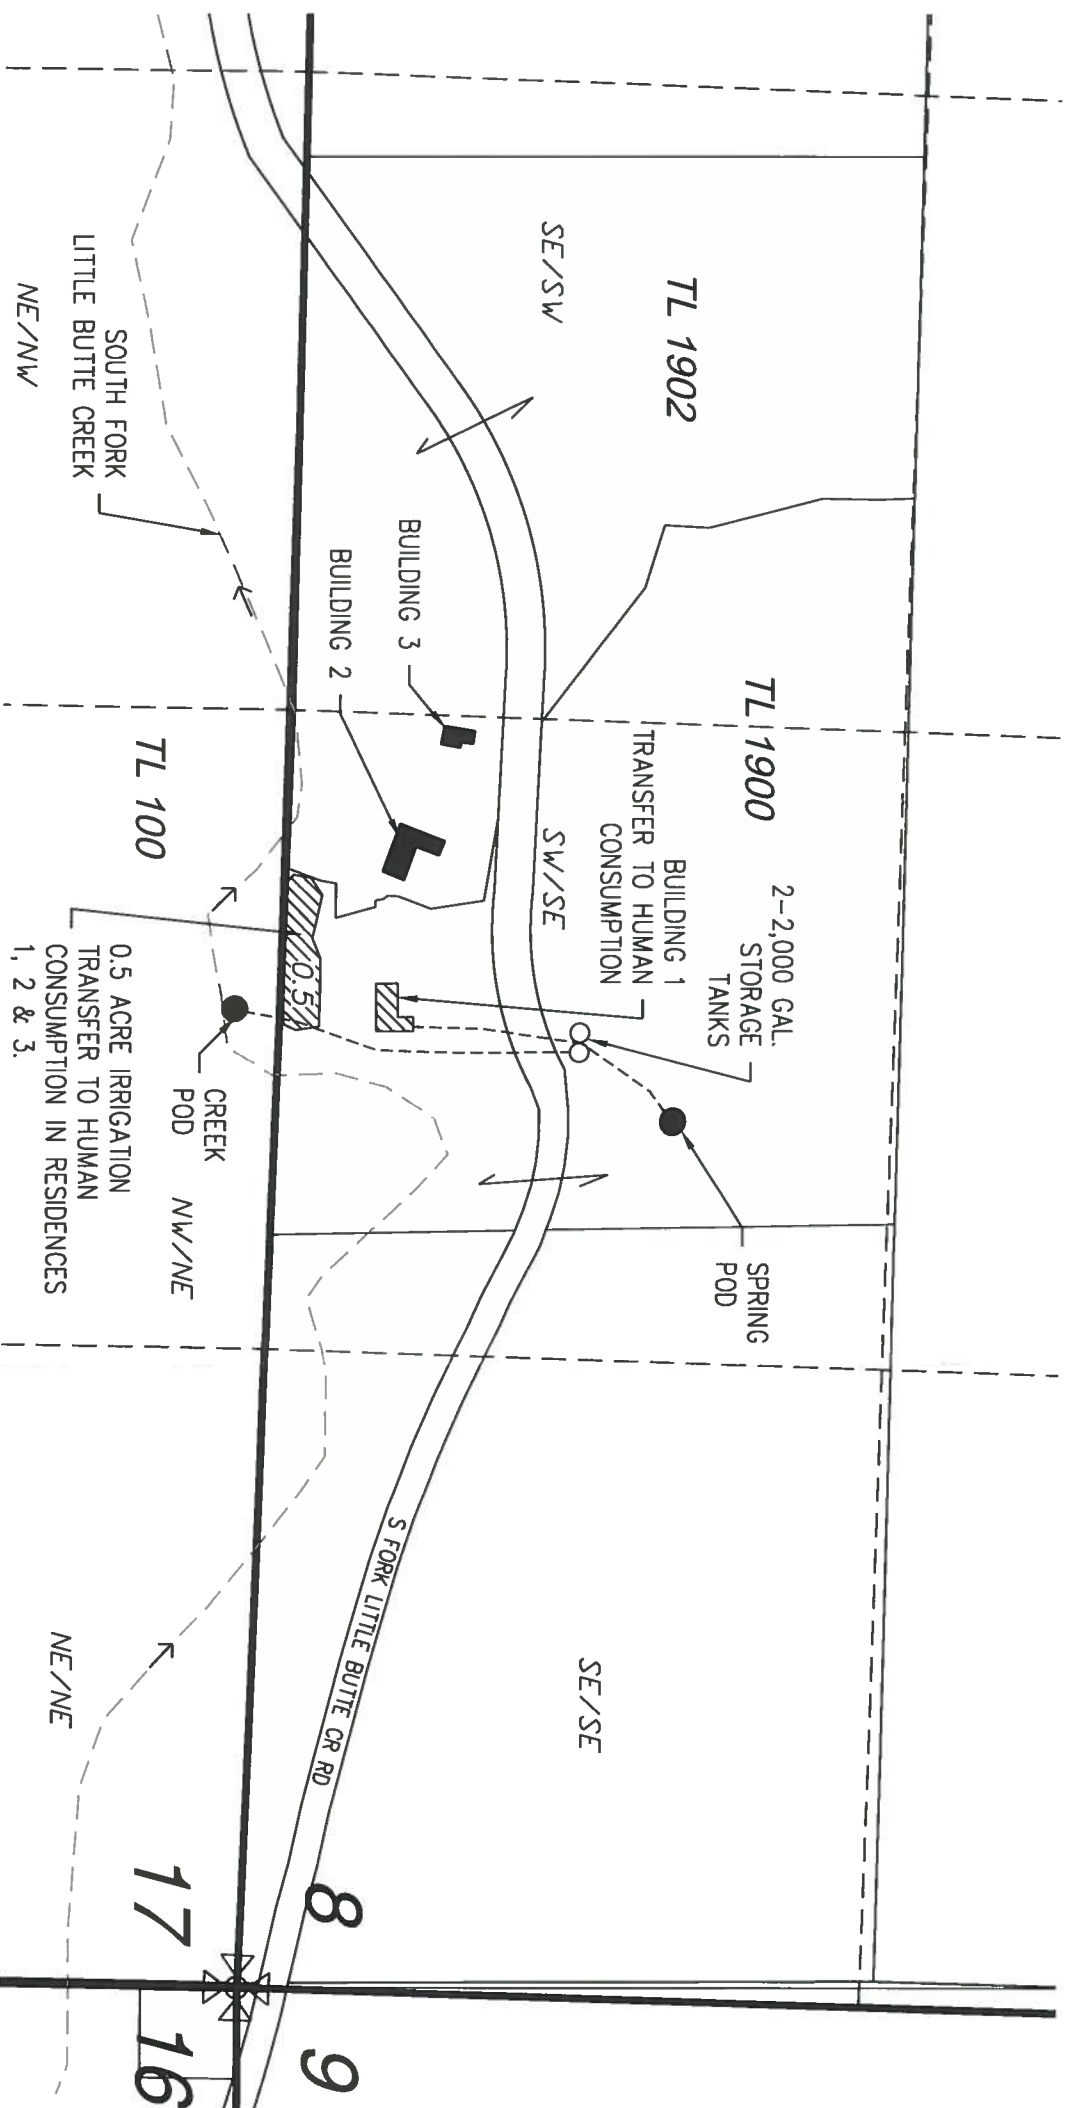 TL 1902
SE/SW
TL 1900
2-2,000 GAL.
STORAGE
TANKS
BUILDING 1
TRANSFER TO HUMAN
CONSUMPTION
SW/SE
SPRING
POD
SE/SE
BUILDING 3
BUILDING 2
0.5
S FORK LITTLE BUTTE CR RD
SOUTH FORK
LITTLE BUTTE CREEK
NE/NW
TL 100
CREEK
POD
NW/NE
0.5 ACRE IRRIGATION
TRANSFER TO HUMAN
CONSUMPTION IN RESIDENCES
1, 2 & 3.
NE/NE
8
9
17
16